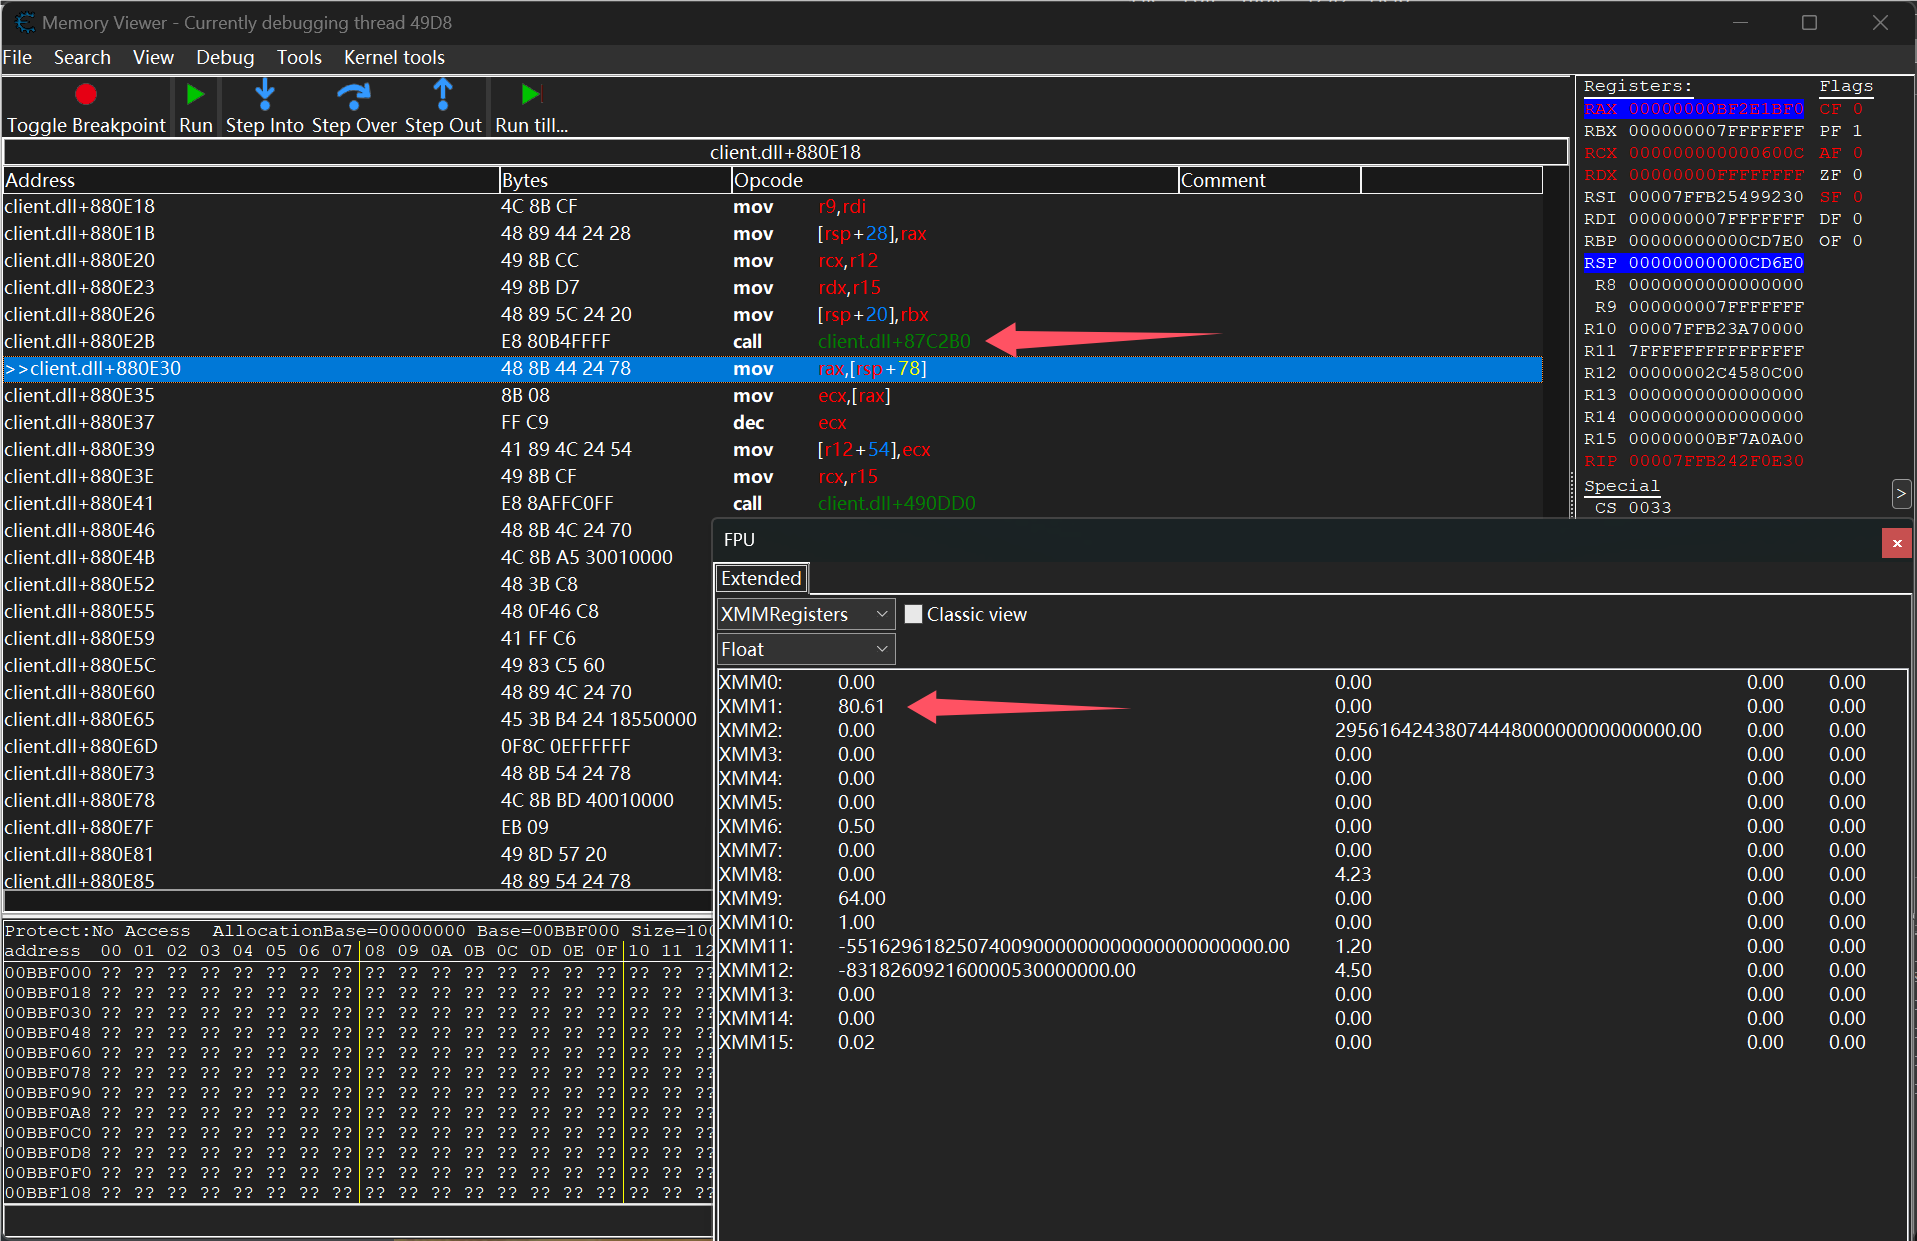 Memory Viewer - Currently debugging thread 49D8
File Search View Debug Tools Kernel tools
Toggle Breakpoint Run Step Into Step Over Step Out Run till...
client.dll+880E18
Address Bytes Opcode Comment
client.dll+880E18 4C 8B CF mov r9,rdi
client.dll+880E1B 48 89 44 24 28 mov [rsp+28],rax
client.dll+880E20 49 8B CC mov rcx,r12
client.dll+880E23 49 8B D7 mov rdx,r15
client.dll+880E26 48 89 5C 24 20 mov [rsp+20],rbx
client.dll+880E2B E8 80B4FFFF call client.dll+87C2B0
>>client.dll+880E30 48 8B 44 24 78 mov rax,[rsp+78]
client.dll+880E35 8B 08 mov ecx,[rax]
client.dll+880E37 FF C9 dec ecx
client.dll+880E39 41 89 4C 24 54 mov [r12+54],ecx
client.dll+880E3E 49 8B CF mov rcx,r15
client.dll+880E41 E8 8AFFC0FF call client.dll+490DD0
client.dll+880E46 48 8B 4C 24 70
client.dll+880E4B 4C 8B A5 30010000
client.dll+880E52 48 3B C8
client.dll+880E55 48 0F46 C8
client.dll+880E59 41 FF C6
client.dll+880E5C 49 83 C5 60
client.dll+880E60 48 89 4C 24 70
client.dll+880E65 45 3B B4 24 18550000
client.dll+880E6D 0F8C 0EFFFFFF
client.dll+880E73 48 8B 54 24 78
client.dll+880E78 4C 8B BD 40010000
client.dll+880E7F EB 09
client.dll+880E81 49 8D 57 20
client.dll+880E85 48 89 54 24 78
Registers: Flags
RAX 00000000BF2E1BF0 CF 0
RBX 000000007FFFFFFF PF 1
RCX 000000000000600C AF 0
RDX 00000000FFFFFFFF ZF 0
RSI 00007FFB25499230 SF 0
RDI 000000007FFFFFFF DF 0
RBP 00000000000CD7E0 OF 0
RSP 00000000000CD6E0
R8 0000000000000000
R9 000000007FFFFFFF
R10 00007FFB23A70000
R11 7FFFFFFFFFFFFFFF
R12 00000002C4580C00
R13 0000000000000000
R14 0000000000000000
R15 00000000BF7A0A00
RIP 00007FFB242F0E30
Special
CS 0033
>
FPU
Extended
XMMRegisters Classic view
Float
XMM0: 0.00 0.00 0.00 0.00
XMM1: 80.61 0.00 0.00 0.00
XMM2: 0.00 2956164243807444800000000000000.00 0.00 0.00
XMM3: 0.00 0.00 0.00 0.00
XMM4: 0.00 0.00 0.00 0.00
XMM5: 0.00 0.00 0.00 0.00
XMM6: 0.50 0.00 0.00 0.00
XMM7: 0.00 0.00 0.00 0.00
XMM8: 0.00 4.23 0.00 0.00
XMM9: 64.00 0.00 0.00 0.00
XMM10: 1.00 0.00 0.00 0.00
XMM11: -55162961825074009000000000000000000000.00 1.20 0.00 0.00
XMM12: -831826092160000530000000.00 4.50 0.00 0.00
XMM13: 0.00 0.00 0.00 0.00
XMM14: 0.00 0.00 0.00 0.00
XMM15: 0.02 0.00 0.00 0.00
Protect:No Access AllocationBase=00000000 Base=00BBF000 Size=100
address 00 01 02 03 04 05 06 07 08 09 0A 0B 0C 0D 0E 0F 10 11 12
00BBF000 ?? ?? ?? ?? ?? ?? ?? ?? ?? ?? ?? ?? ?? ?? ?? ?? ?? ?? ??
00BBF018 ?? ?? ?? ?? ?? ?? ?? ?? ?? ?? ?? ?? ?? ?? ?? ?? ?? ?? ??
00BBF030 ?? ?? ?? ?? ?? ?? ?? ?? ?? ?? ?? ?? ?? ?? ?? ?? ?? ?? ??
00BBF048 ?? ?? ?? ?? ?? ?? ?? ?? ?? ?? ?? ?? ?? ?? ?? ?? ?? ?? ??
00BBF060 ?? ?? ?? ?? ?? ?? ?? ?? ?? ?? ?? ?? ?? ?? ?? ?? ?? ?? ??
00BBF078 ?? ?? ?? ?? ?? ?? ?? ?? ?? ?? ?? ?? ?? ?? ?? ?? ?? ?? ??
00BBF090 ?? ?? ?? ?? ?? ?? ?? ?? ?? ?? ?? ?? ?? ?? ?? ?? ?? ?? ??
00BBF0A8 ?? ?? ?? ?? ?? ?? ?? ?? ?? ?? ?? ?? ?? ?? ?? ?? ?? ?? ??
00BBF0C0 ?? ?? ?? ?? ?? ?? ?? ?? ?? ?? ?? ?? ?? ?? ?? ?? ?? ?? ??
00BBF0D8 ?? ?? ?? ?? ?? ?? ?? ?? ?? ?? ?? ?? ?? ?? ?? ?? ?? ?? ??
00BBF0F0 ?? ?? ?? ?? ?? ?? ?? ?? ?? ?? ?? ?? ?? ?? ?? ?? ?? ?? ??
00BBF108 ?? ?? ?? ?? ?? ?? ?? ?? ?? ?? ?? ?? ?? ?? ?? ?? ?? ?? ??